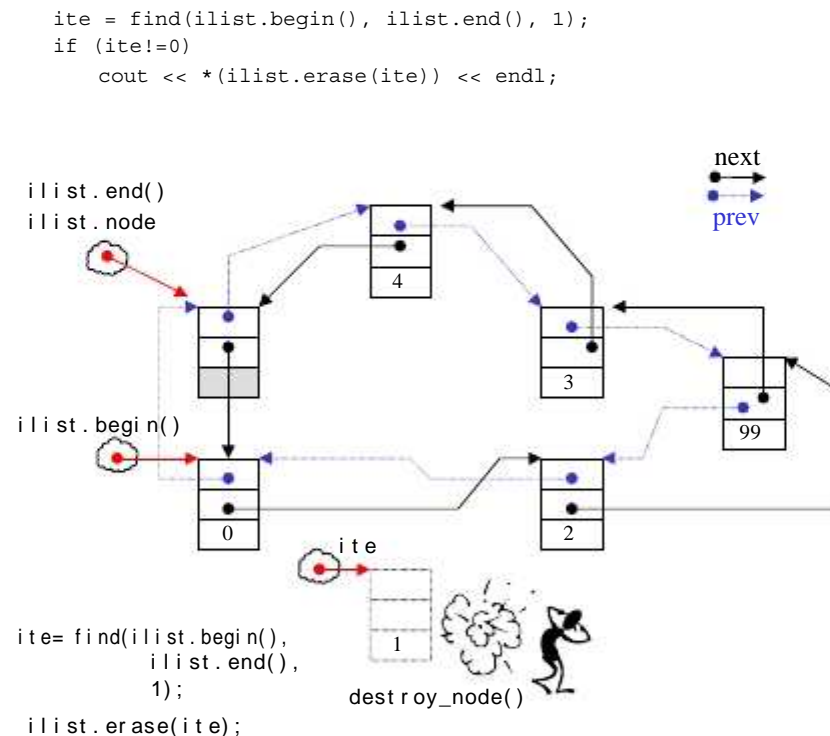 ite = find(ilist.begin(), ilist.end(), 1);
if (ite!=0)
cout << *(ilist.erase(ite)) << endl;
next
prev
ilist.end()
ilist.node
4
3
99
ilist.begin()
0
2
ite
1
ite= find(ilist.begin(),
ilist.end(),
1);
destroy_node()
ilist.erase(ite);